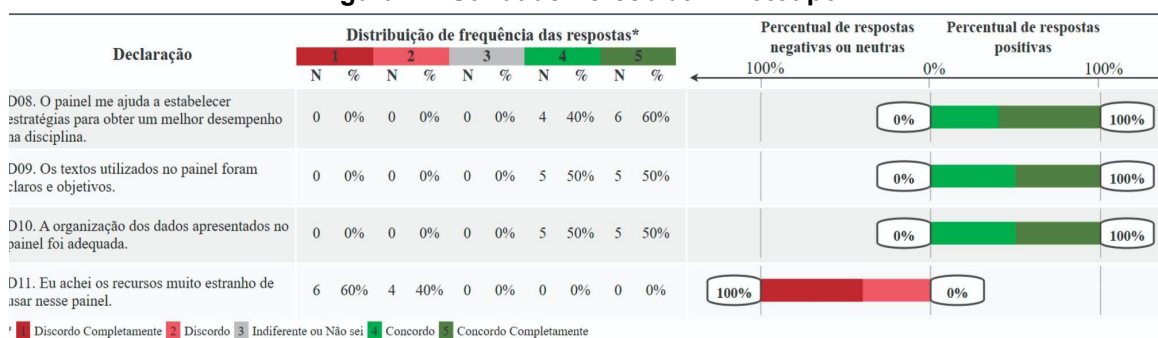 Declaração
Distribuição de frequência das respostas*
1 2 3 4 5
N % N % N % N % N %
Percentual de respostas
negativas ou neutras
Percentual de respostas
positivas
100% 0% 100%
D08. O painel me ajuda a estabelecer
estratégias para obter um melhor desempenho
na disciplina.
0 0% 0 0% 0 0% 4 40% 6 60%
0% 100%
D09. Os textos utilizados no painel foram
claros e objetivos.
0 0% 0 0% 0 0% 5 50% 5 50%
0% 100%
D10. A organização dos dados apresentados no
painel foi adequada.
0 0% 0 0% 0 0% 5 50% 5 50%
0% 100%
D11. Eu achei os recursos muito estranho de
usar nesse painel.
6 60% 4 40% 0 0% 0 0% 0 0%
100% 0%
* 1 Discordo Completamente 2 Discordo 3 Indiferente ou Não sei 4 Concordo 5 Concordo Completamente